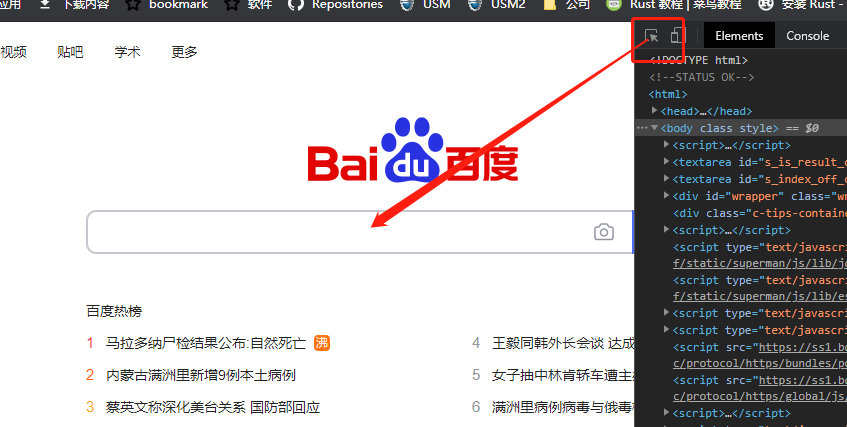 应用 下载内容 bookmark 软件 Repositories USM USM2 公司 Rust 教程 | 菜鸟教程 安装 Rust -
视频 贴吧 学术 更多
Bai du 百度
百度热榜
1 马拉多纳尸检结果公布:自然死亡 沸
2 内蒙古满洲里新增9例本土病例
3 蔡英文称深化美台关系 国防部回应
4 王毅同韩外长会谈 达成
5 女子抽中林肯轿车遭主
6 满洲里病例病毒与俄毒
Elements Console
<!DOCTYPE html>
<!--STATUS OK-->
<html>
<head>…</head>
<body class style> == $0
<script>…</script>
<textarea id="s_is_result_c
<textarea id="s_index_off_c
<div id="wrapper" class="wr
<div class="c-tips-containe
<script>…</script>
<script type="text/javascri
f/static/superman/js/lib/jc
<script type="text/javascri
f/static/superman/js/lib/es
<script type="text/javascri
<script type="text/javascri
<script src="https://ss1.bc
c/protocol/https/bundles/pc
<script src="https://ss1.bc
c/protocol/https/global/js/
<script>…</script>